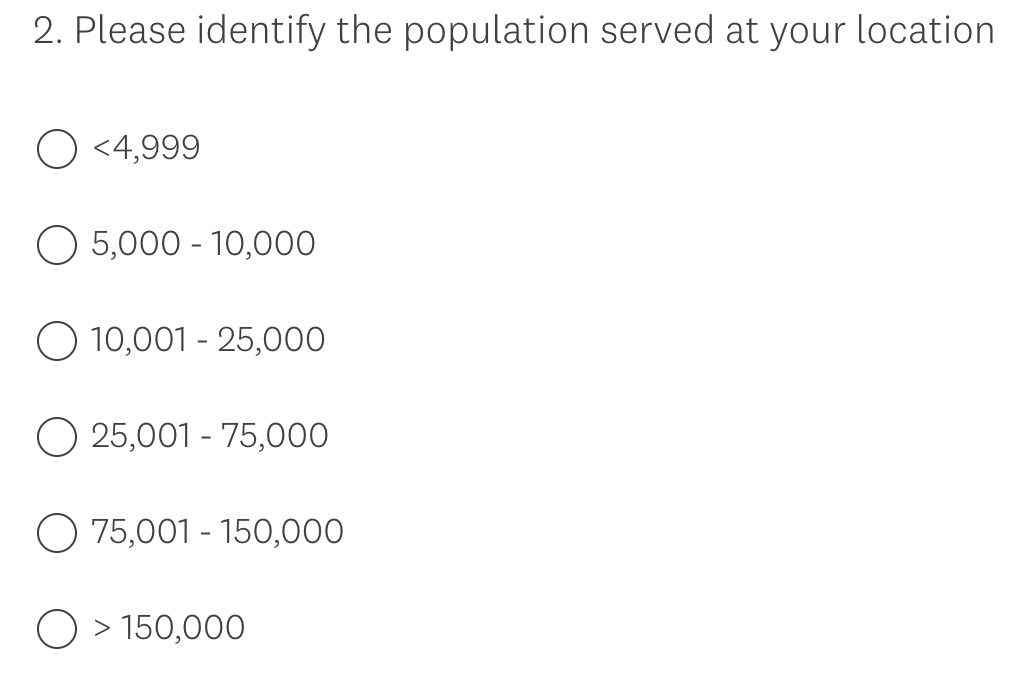 2. Please identify the population served at your location
<4,999
5,000 - 10,000
10,001 - 25,000
25,001 - 75,000
75,001 - 150,000
> 150,000